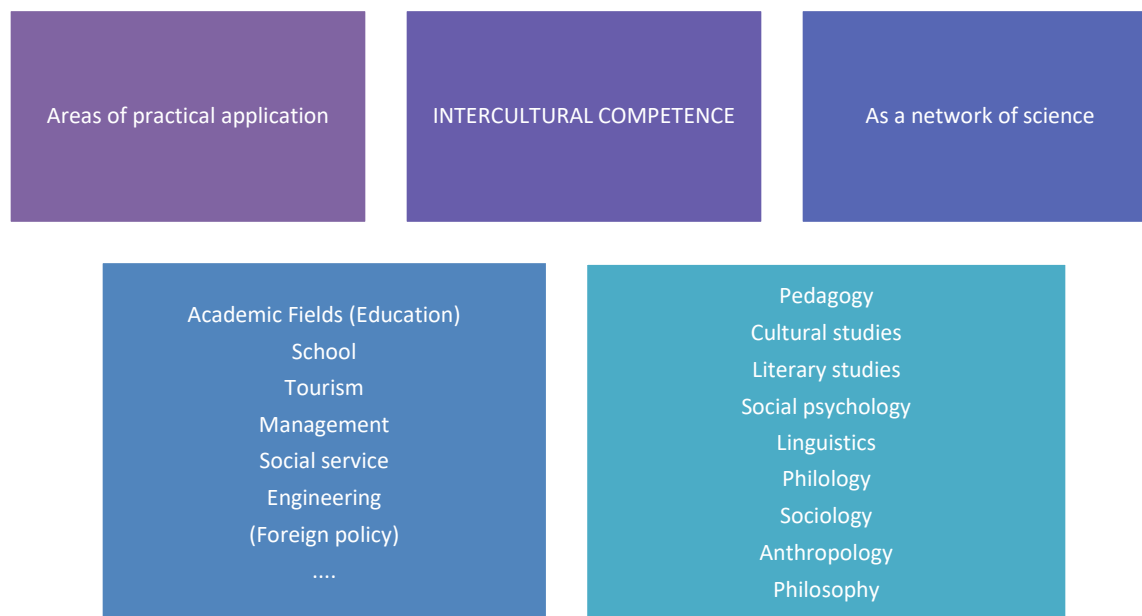 Areas of practical application
INTERCULTURAL COMPETENCE
As a network of science
Academic Fields (Education)
School
Tourism
Management
Social service
Engineering
(Foreign policy)
....
Pedagogy
Cultural studies
Literary studies
Social psychology
Linguistics
Philology
Sociology
Anthropology
Philosophy